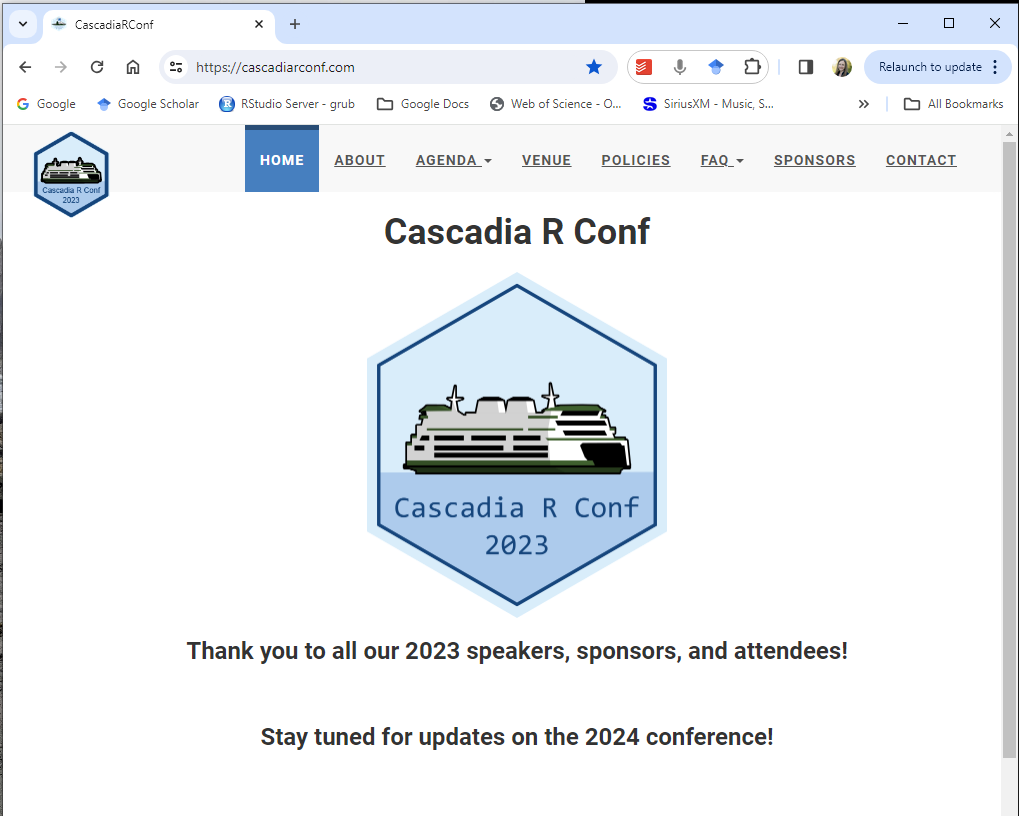 CascadiaRConf
https://cascadiarconf.com
Relaunch to update
Google
Google Scholar
RStudio Server - grub
Google Docs
Web of Science - O...
SiriusXM - Music, S...
All Bookmarks
Cascadia R Conf
2023
HOME
ABOUT
AGENDA
VENUE
POLICIES
FAQ
SPONSORS
CONTACT
Cascadia R Conf
Cascadia R Conf
2023
Thank you to all our 2023 speakers, sponsors, and attendees!
Stay tuned for updates on the 2024 conference!